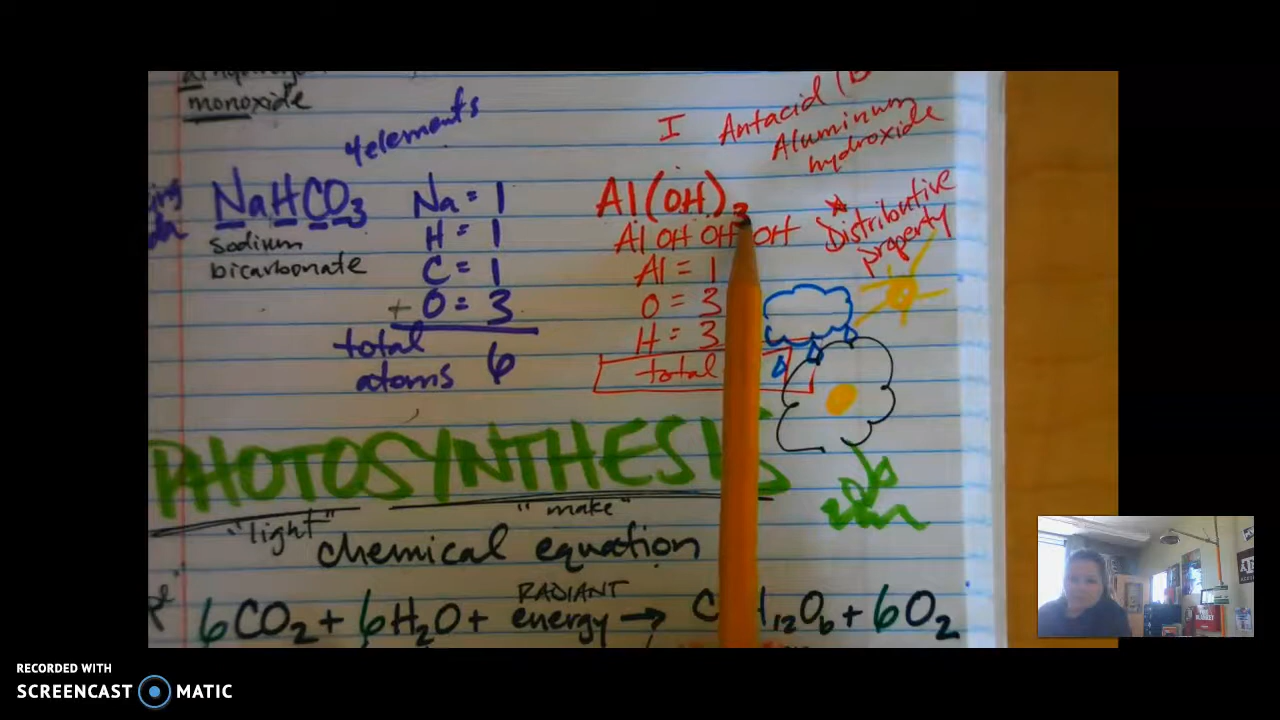 monoxide
4 elements
NaHCO3
sodium
bicarbonate
Na = 1
H = 1
C = 1
+ O = 3
total
atoms 6
I
Antacid
Aluminum
hydroxide
Al(OH)3
Al OH OH OH
Al = 1
O = 3
H = 3
total
* Distributive
property
PHOTOSYNTHESIS
"light"
"make"
chemical equation
6CO2 + 6H2O + RADIANT energy → C H12O6 + 6O2
RECORDED WITH
SCREENCAST MATIC